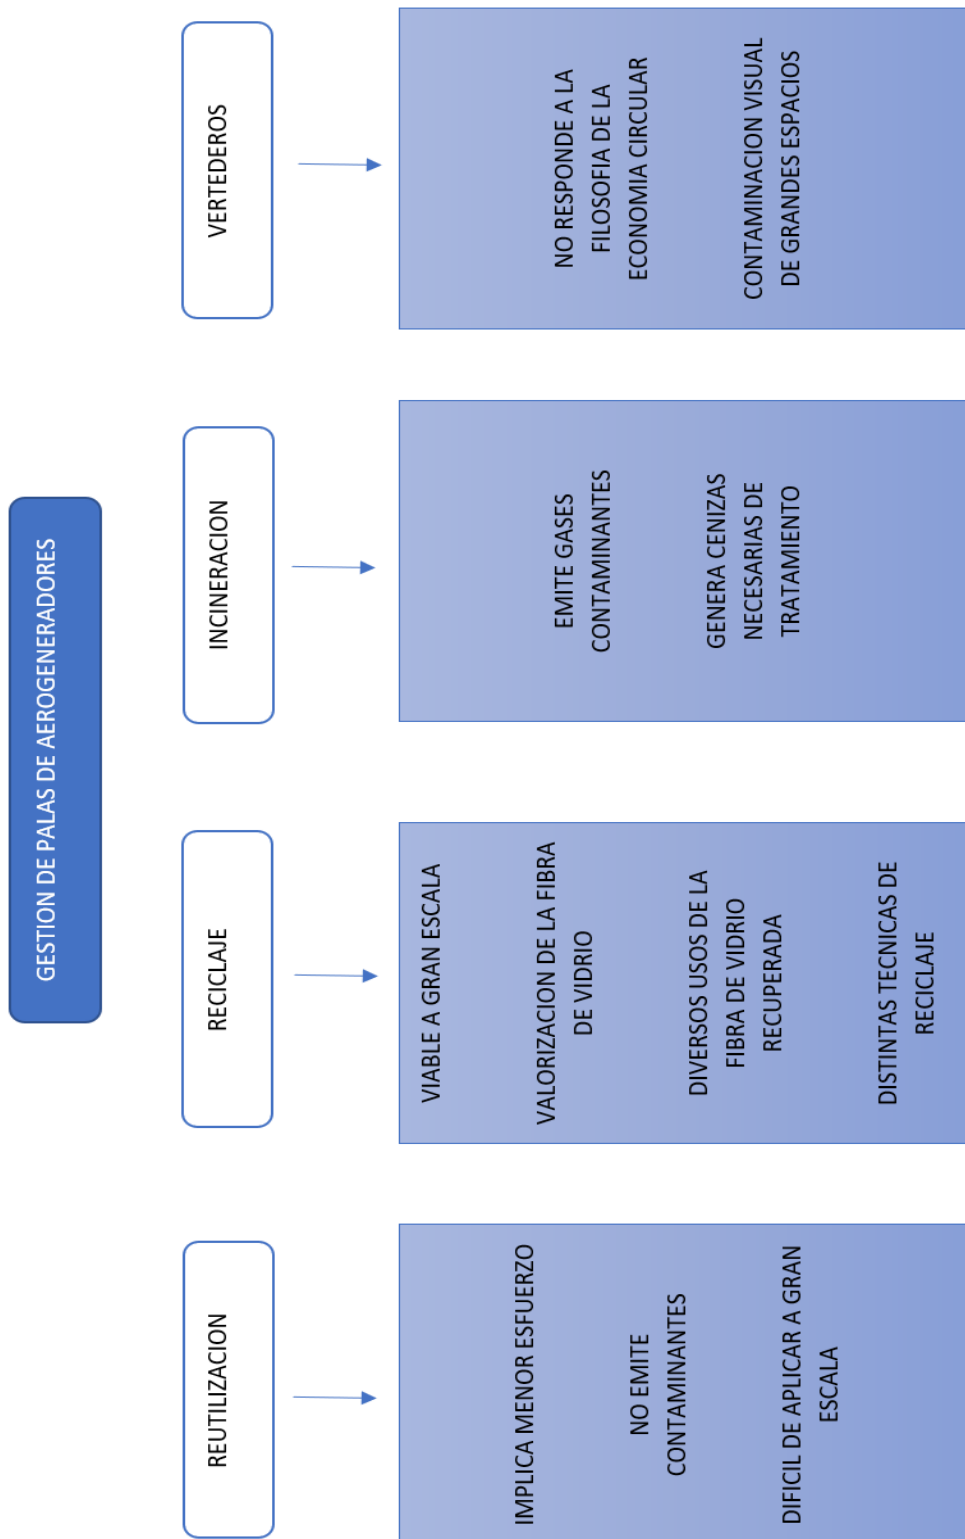 GESTION DE PALAS DE AEROGENERADORES
REUTILIZACION
IMPLICA MENOR ESFUERZO
NO EMITE
CONTAMINANTES
DIFICIL DE APLICAR A GRAN
ESCALA
RECICLAJE
VIABLE A GRAN ESCALA
VALORIZACION DE LA FIBRA
DE VIDRIO
DIVERSOS USOS DE LA
FIBRA DE VIDRIO
RECUPERADA
DISTINTAS TECNICAS DE
RECICLAJE
INCINERACION
EMITE GASES
CONTAMINANTES
GENERA CENIZAS
NECESARIAS DE
TRATAMIENTO
VERTEDEROS
NO RESPONDE A LA
FILOSOFIA DE LA
ECONOMIA CIRCULAR
CONTAMINACION VISUAL
DE GRANDES ESPACIOS